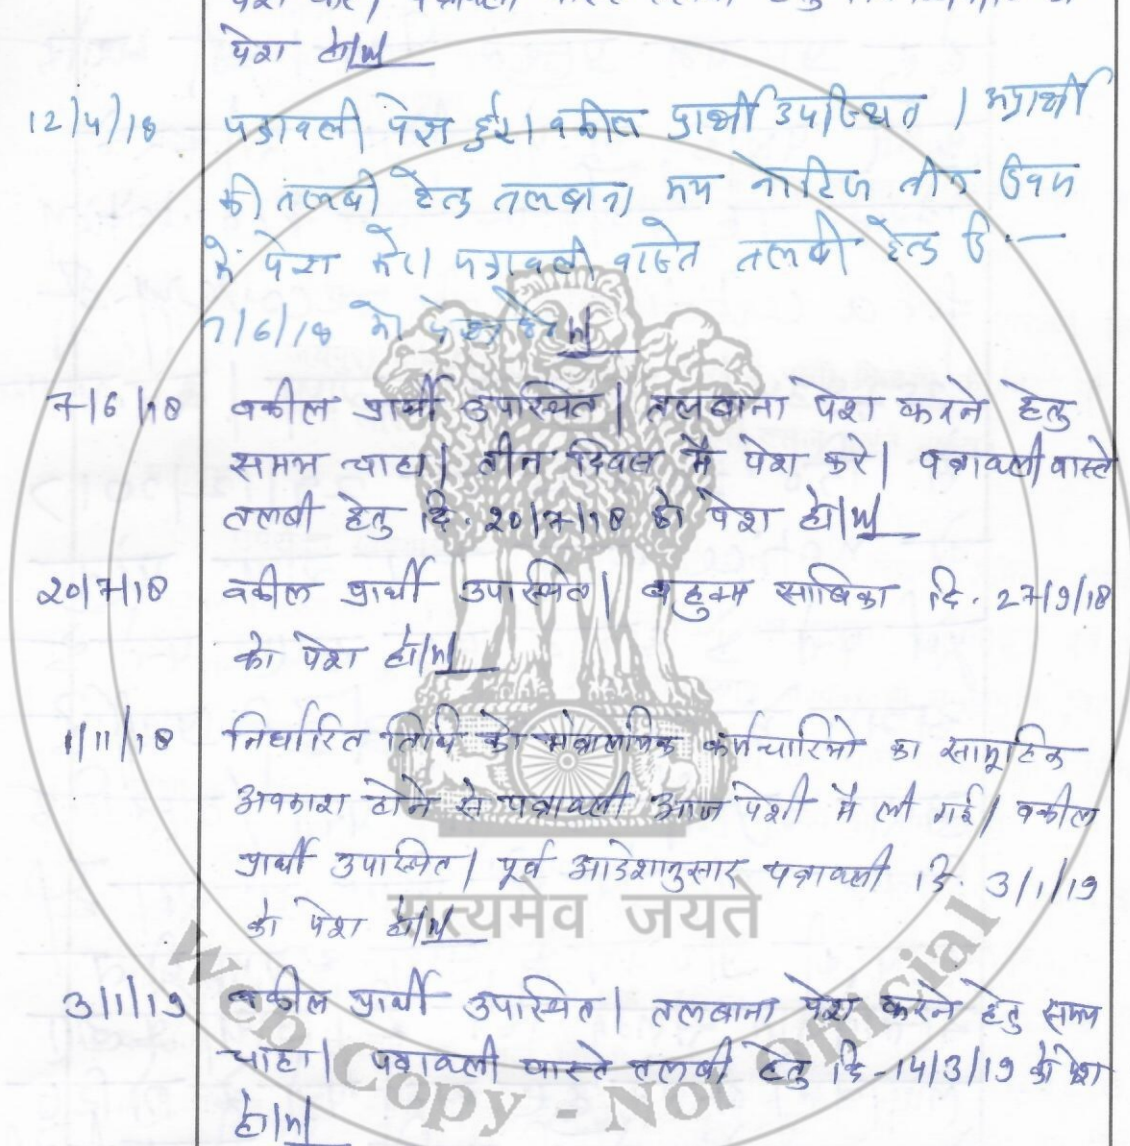 पेश हो।
12/4/18 पत्रावली पेश हुई। वकील प्रार्थी उपस्थित। अप्रार्थी
की तलबी हेतु तलबाना मय नोटिस तीन दिवस
में पेश करे। पत्रावली वास्ते तलबी हेतु दि.
7/6/18 को पेश हो।
7/6/18 वकील प्रार्थी उपस्थित। तलबाना पेश करने हेतु
समय चाहा। तीन दिवस में पेश करे। पत्रावली वास्ते
तलबी हेतु दि. 20/7/18 को पेश हो।
20/7/18 वकील प्रार्थी उपस्थित। बहुक्म साबिका दि. 27/9/18
को पेश हो।
1/11/18 निर्धारित तिथि को मंत्रालयिक कर्मचारियो का सामूहिक
अवकाश होने से पत्रावली आज पेशी में ली गई। वकील
प्रार्थी उपस्थित। पूर्व आदेशानुसार पत्रावली दि. 3/1/19
को पेश हो।
सत्यमेव जयते
3/1/19 वकील प्रार्थी उपस्थित। तलबाना पेश करने हेतु समय
चाहा। पत्रावली वास्ते तलबी हेतु दि-14/3/19 को पेश
हो।
Web Copy - Not Official